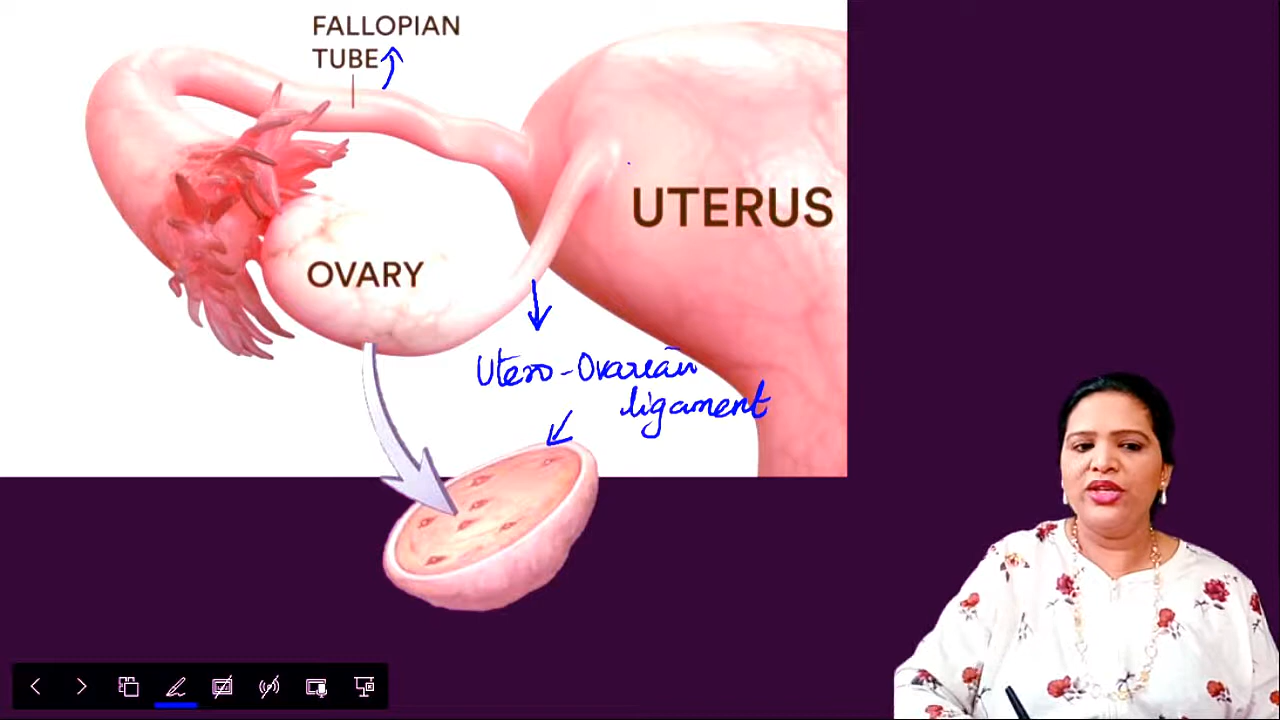 FALLOPIAN
TUBE
UTERUS
OVARY
Utero-Ovarian
ligament